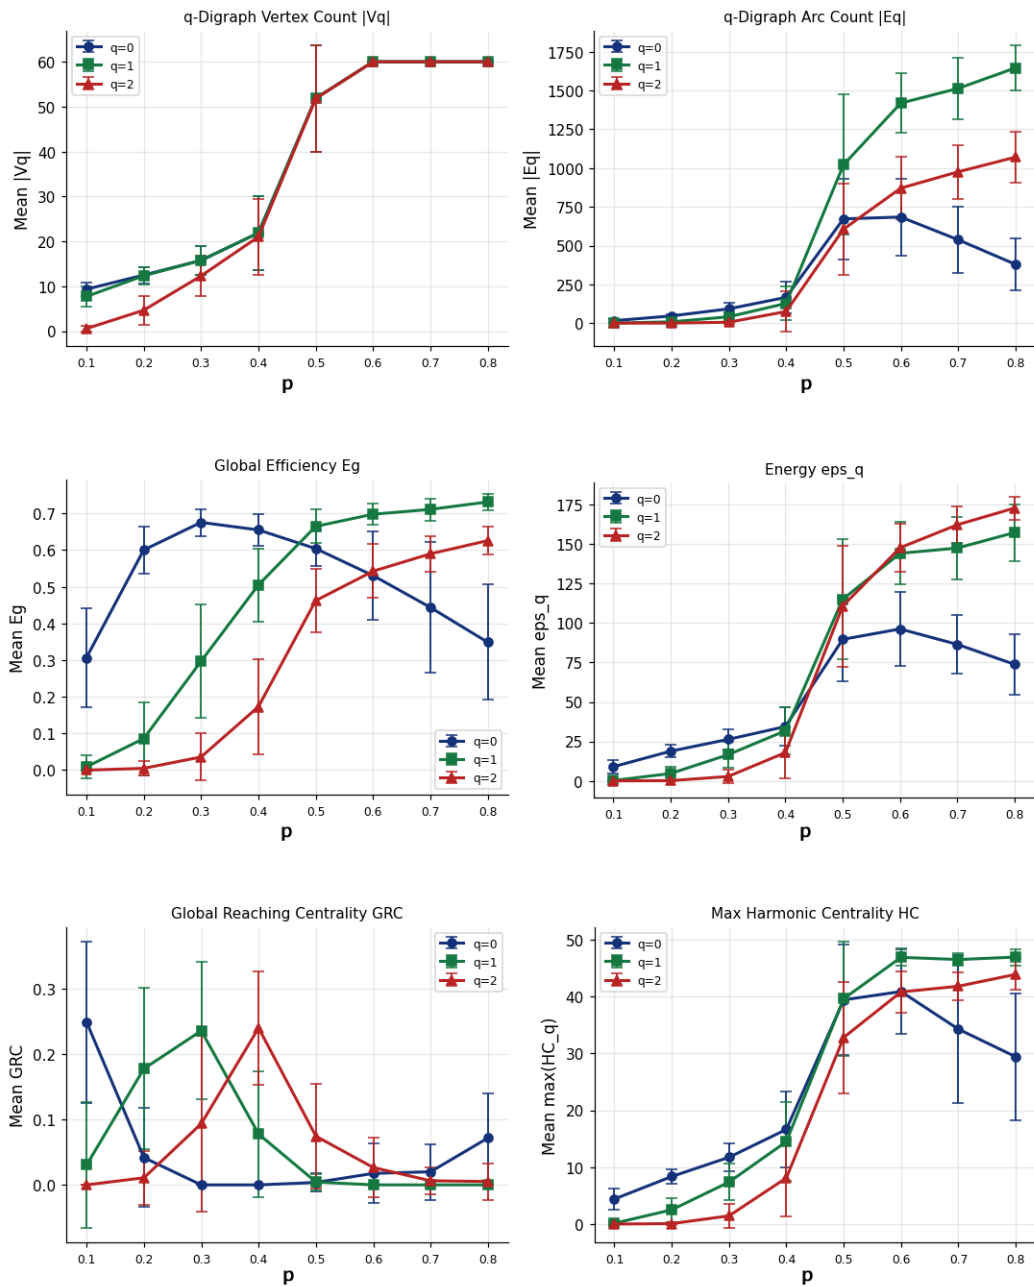 q-Digraph Vertex Count |Vq|
q=0
q=1
q=2
Mean |Vq|
60
50
40
30
20
10
0
0.1 0.2 0.3 0.4 0.5 0.6 0.7 0.8
p
q-Digraph Arc Count |Eq|
q=0
q=1
q=2
Mean |Eq|
1750
1500
1250
1000
750
500
250
0
0.1 0.2 0.3 0.4 0.5 0.6 0.7 0.8
p
Global Efficiency Eg
Mean Eg
0.7
0.6
0.5
0.4
0.3
0.2
0.1
0.0
q=0
q=1
q=2
0.1 0.2 0.3 0.4 0.5 0.6 0.7 0.8
p
Energy eps_q
q=0
q=1
q=2
Mean eps_q
175
150
125
100
75
50
25
0
0.1 0.2 0.3 0.4 0.5 0.6 0.7 0.8
p
Global Reaching Centrality GRC
q=0
q=1
q=2
Mean GRC
0.3
0.2
0.1
0.0
0.1 0.2 0.3 0.4 0.5 0.6 0.7 0.8
p
Max Harmonic Centrality HC
q=0
q=1
q=2
Mean max(HC_q)
50
40
30
20
10
0
0.1 0.2 0.3 0.4 0.5 0.6 0.7 0.8
p